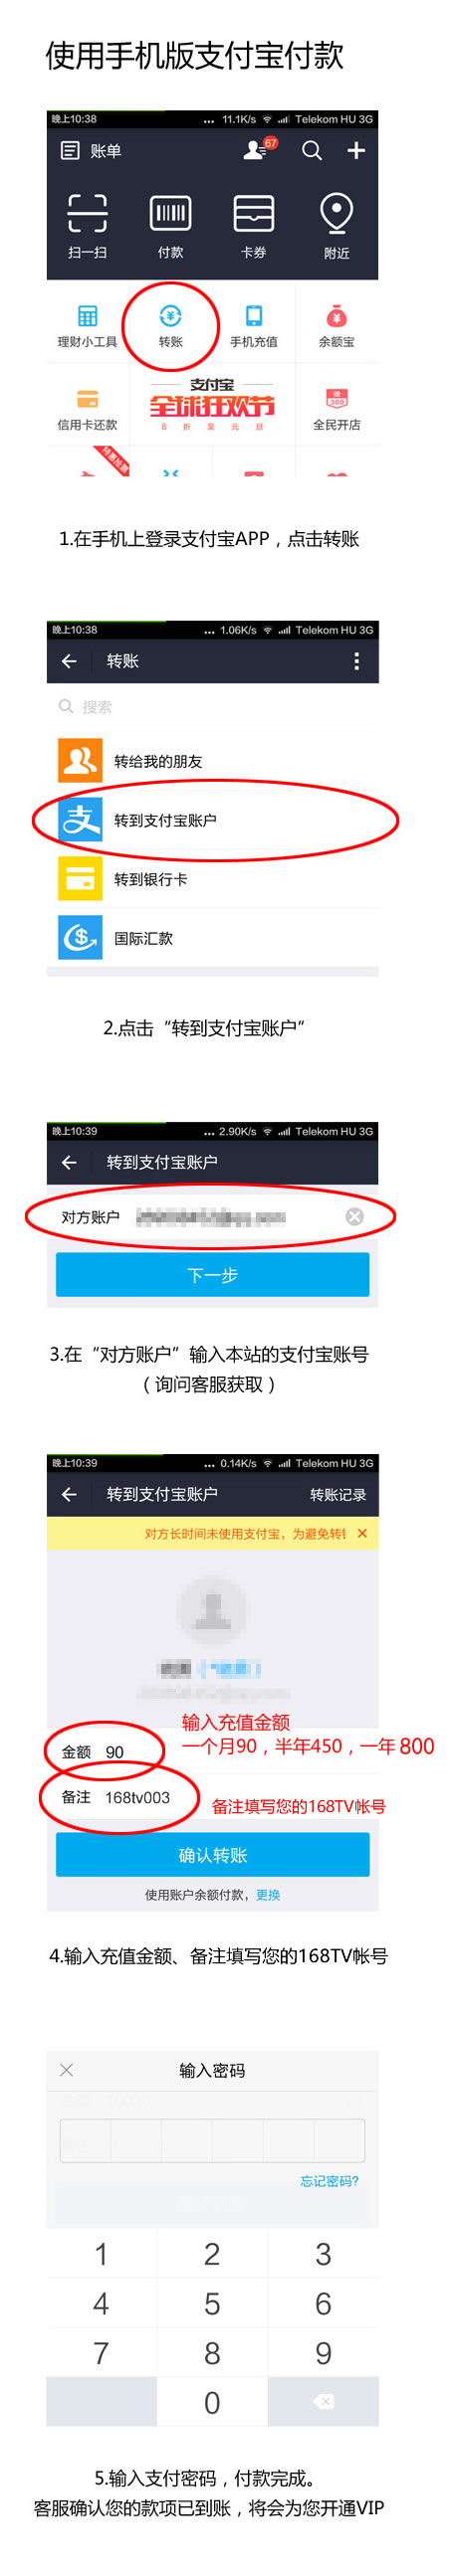 使用手机版支付宝付款
晚上10:38 ... 11.1K/s Telekom HU 3G
账单 67
扫一扫 付款 卡券 附近
理财小工具 转账 手机充值 余额宝
支付宝
全球狂欢节
8 折 至 元 旦
信用卡还款 全民开店
特惠抢票
1.在手机上登录支付宝APP，点击转账
晚上10:38 ... 1.06K/s Telekom HU 3G
转账
搜索
转给我的朋友
支 转到支付宝账户
转到银行卡
国际汇款
2.点击“转到支付宝账户”
晚上10:39 ... 2.90K/s Telekom HU 3G
转到支付宝账户
对方账户
下一步
3.在“对方账户”输入本站的支付宝账号
（询问客服获取）
晚上10:39 ... 0.14K/s Telekom HU 3G
转到支付宝账户 转账记录
对方长时间未使用支付宝，为避免转
输入充值金额
一个月90，半年450，一年800
金额 90
备注 168tv003
备注填写您的168TV帐号
确认转账
使用账户余额付款，更换
4.输入充值金额、备注填写您的168TV帐号
输入密码
忘记密码?
1 2 3
4 5 6
7 8 9
0
5.输入支付密码，付款完成。
客服确认您的款项已到账，将会为您开通VIP